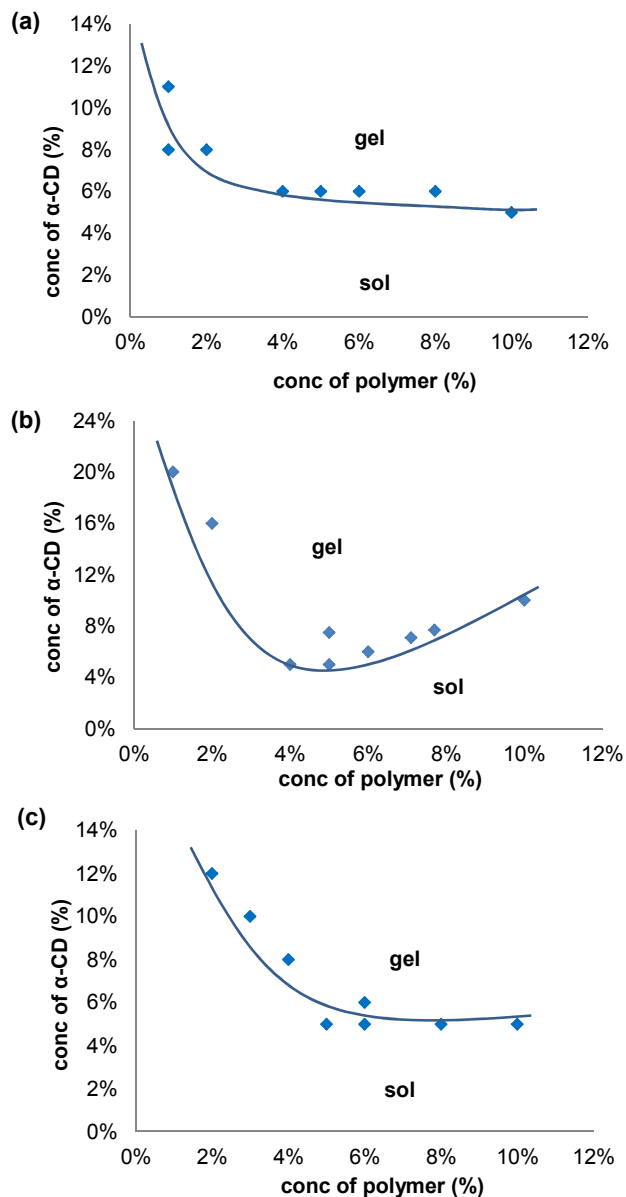 (a)
14%
12%
10%
8%
6%
4%
2%
0%
conc of α-CD (%)
gel
sol
0% 2% 4% 6% 8% 10% 12%
conc of polymer (%)
(b)
24%
20%
16%
12%
8%
4%
0%
conc of α-CD (%)
gel
sol
0% 2% 4% 6% 8% 10% 12%
conc of polymer (%)
(c)
14%
12%
10%
8%
6%
4%
2%
0%
conc of α-CD (%)
gel
sol
0% 2% 4% 6% 8% 10% 12%
conc of polymer (%)